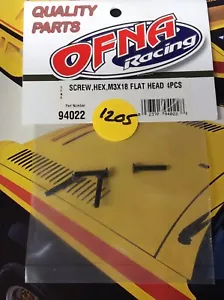 QUALITY
PARTS
OFNA
Racing
SCREW,HEX,M3X18 FLAT HEAD 4PCS
Part Number
94022
1205